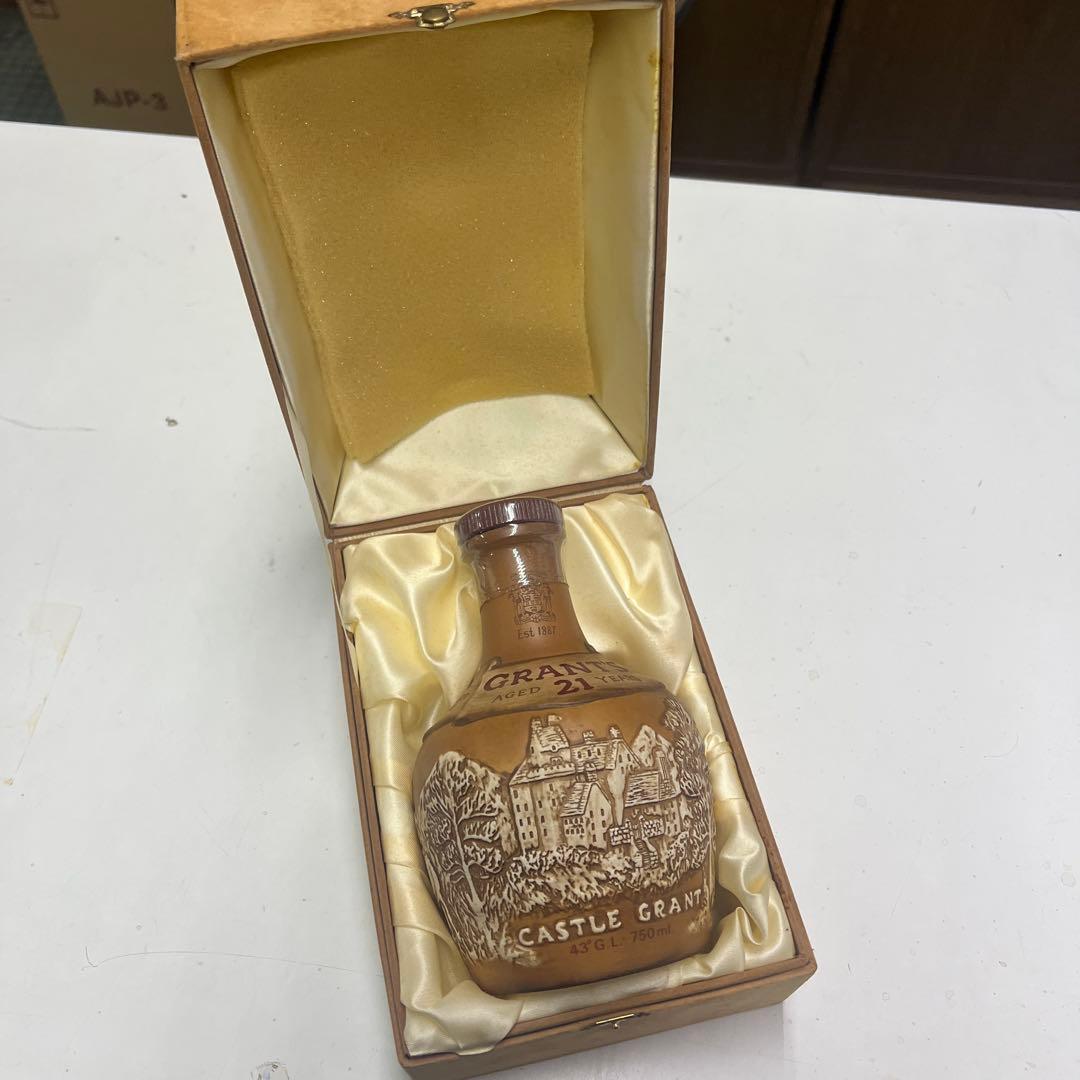 AJP-3
Est 1887
GRANT'S
AGED 21 YEARS
CASTLE GRANT
43° G.L. 750ml